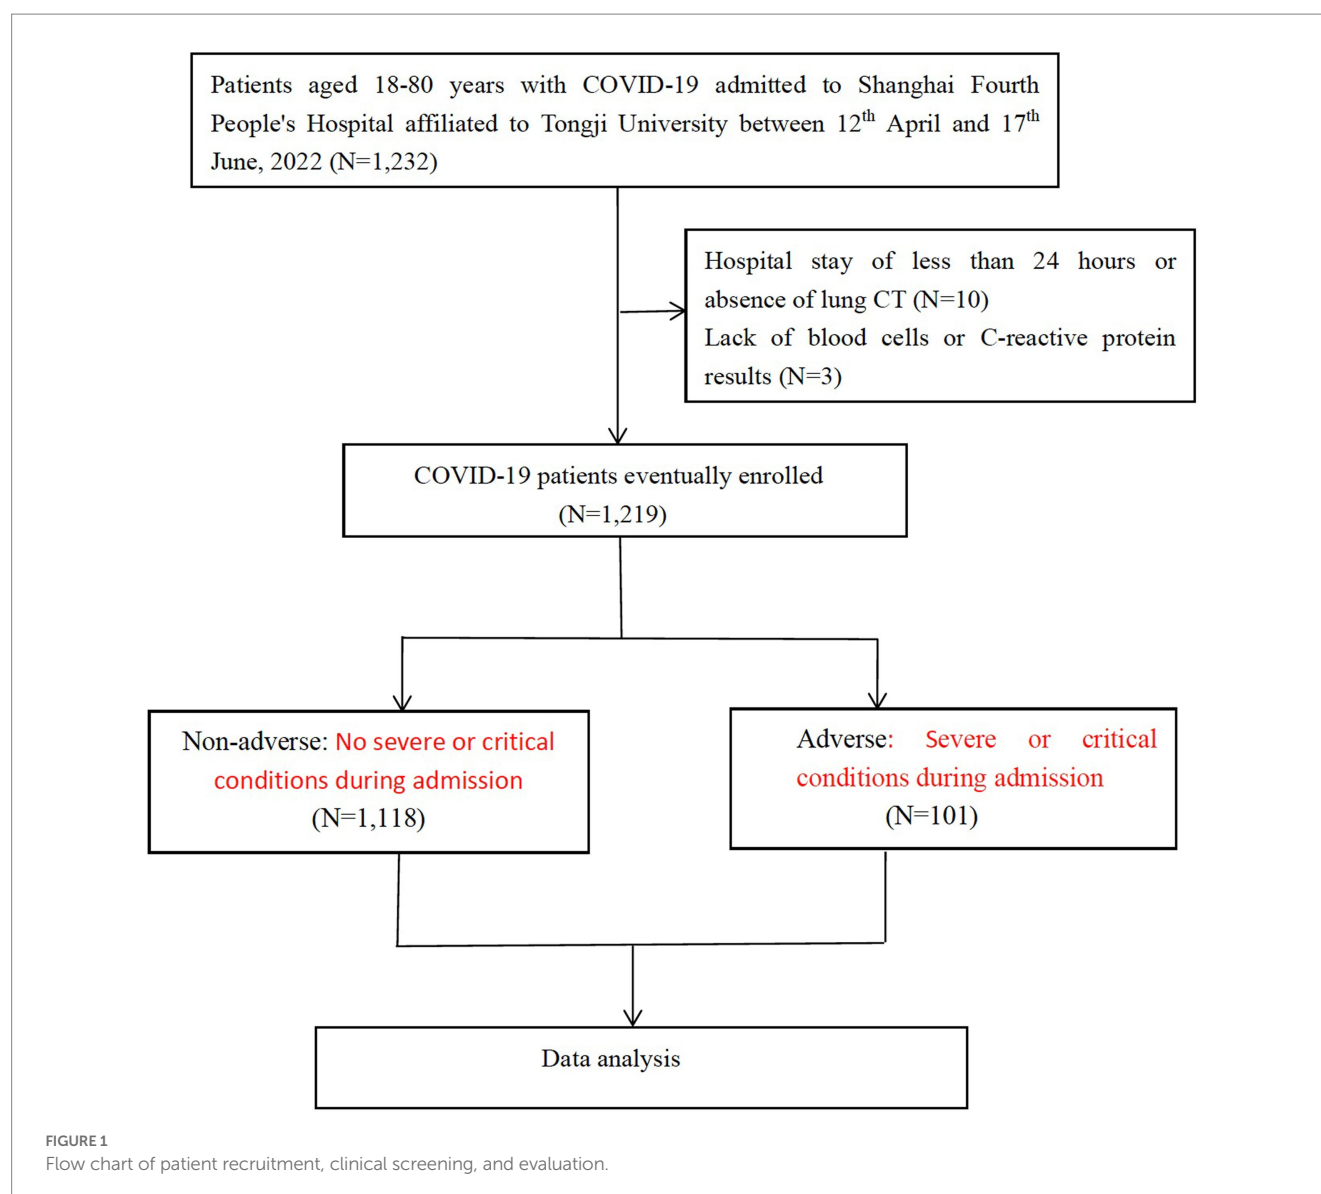 Patients aged 18-80 years with COVID-19 admitted to Shanghai Fourth
People's Hospital affiliated to Tongji University between 12th April and 17th
June, 2022 (N=1,232)
Hospital stay of less than 24 hours or
absence of lung CT (N=10)
Lack of blood cells or C-reactive protein
results (N=3)
COVID-19 patients eventually enrolled
(N=1,219)
Non-adverse: No severe or critical
conditions during admission
(N=1,118)
Adverse: Severe or critical
conditions during admission
(N=101)
Data analysis
FIGURE 1
Flow chart of patient recruitment, clinical screening, and evaluation.